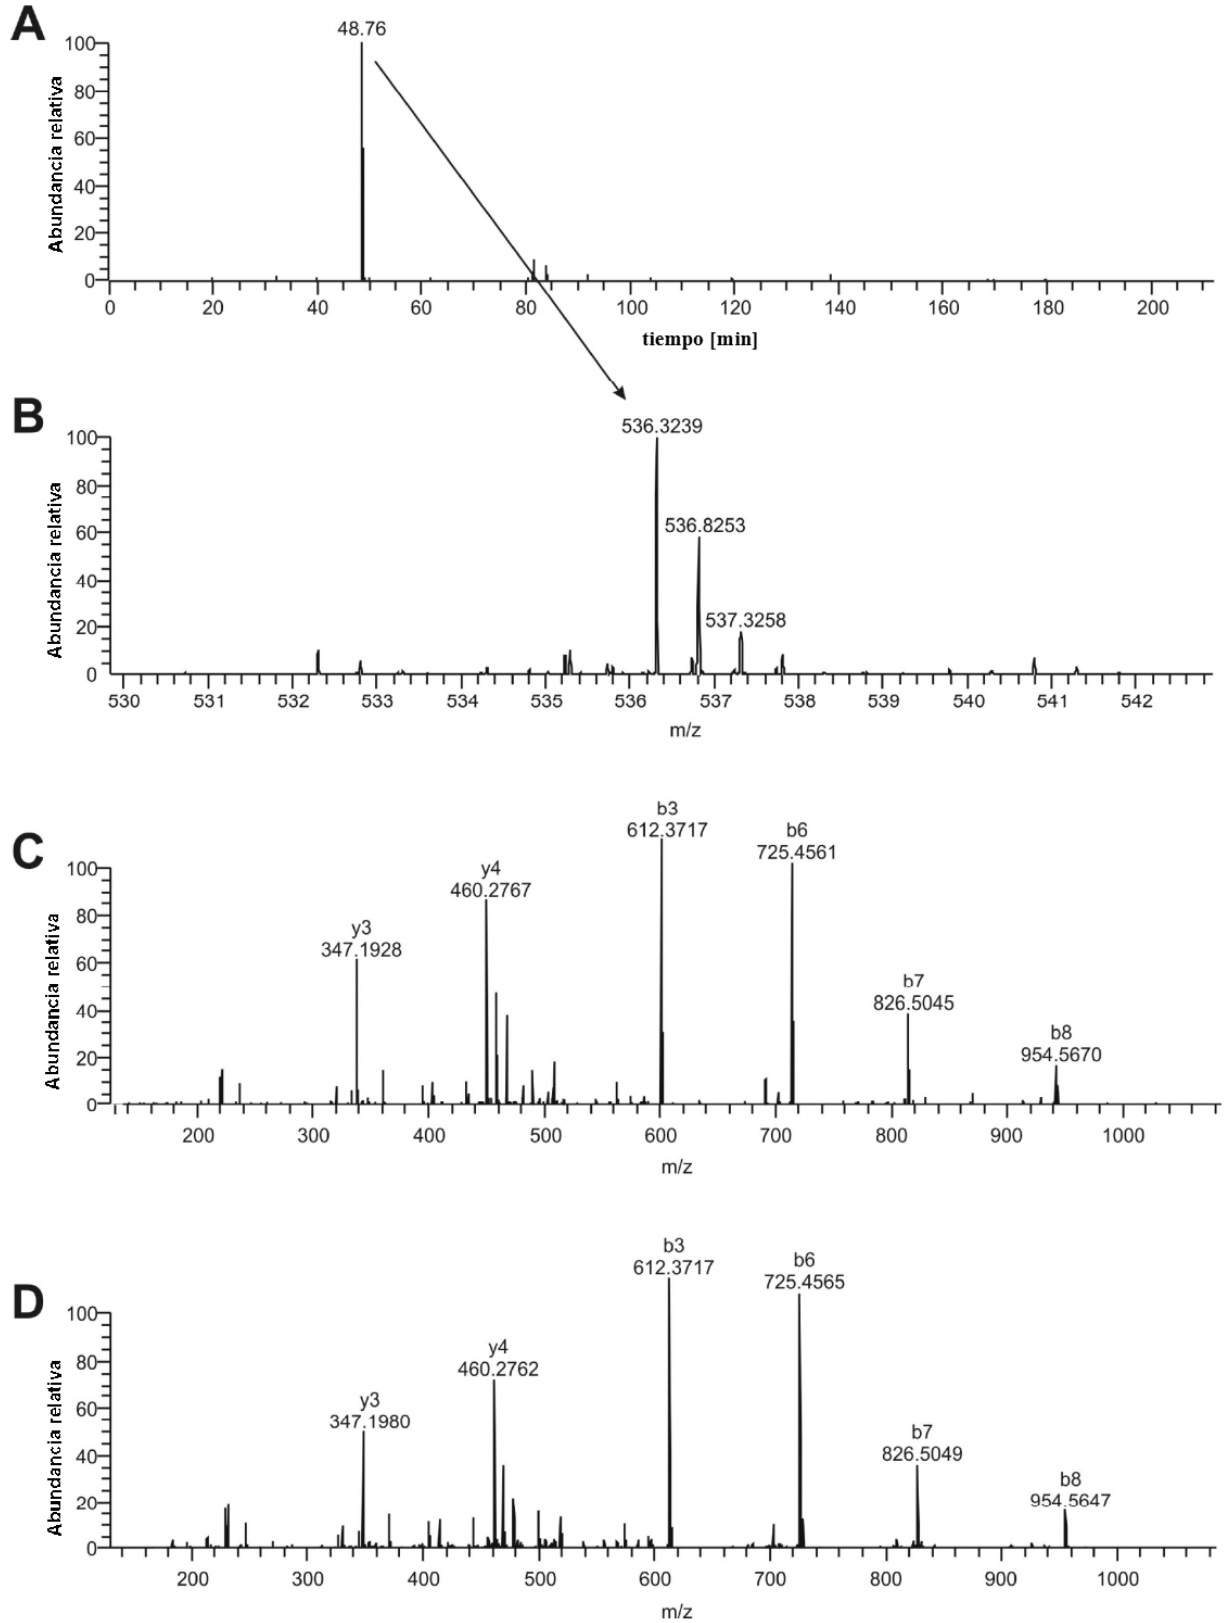 A
48.76
100
80
60
40
20
0
Abundancia relativa
0 20 40 60 80 100 120 140 160 180 200
tiempo [min]
B
536.3239
536.8253
537.3258
100
80
60
40
20
0
Abundancia relativa
530 531 532 533 534 535 536 537 538 539 540 541 542
m/z
C
b3
612.3717
b6
725.4561
y4
460.2767
y3
347.1928
b7
826.5045
b8
954.5670
100
80
60
40
20
0
Abundancia relativa
200 300 400 500 600 700 800 900 1000
m/z
D
b3
612.3717
b6
725.4565
y4
460.2762
y3
347.1980
b7
826.5049
b8
954.5647
100
80
60
40
20
0
Abundancia relativa
200 300 400 500 600 700 800 900 1000
m/z